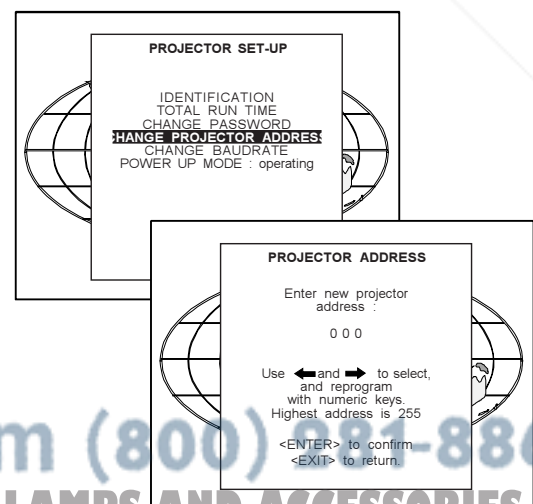 PROJECTOR SET-UP
IDENTIFICATION
TOTAL RUN TIME
CHANGE PASSWORD
CHANGE PROJECTOR ADDRESS
CHANGE BAUDRATE
POWER UP MODE : operating
PROJECTOR ADDRESS
Enter new projector
address :
0 0 0
Use and to select,
and reprogram
with numeric keys.
Highest address is 255
<ENTER> to confirm
<EXIT> to return.
m (800) 881-886
LAMPS AND ACCESSORIES